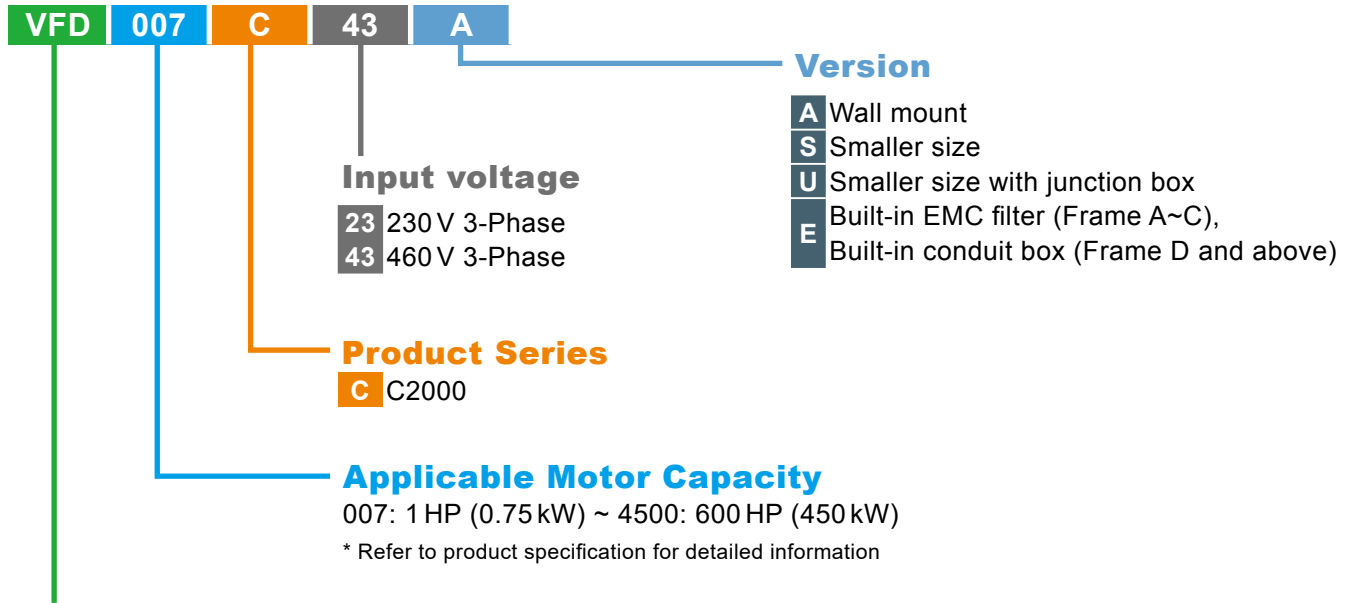 VFD 007 C 43 A
Version
A Wall mount
S Smaller size
U Smaller size with junction box
E Built-in EMC filter (Frame A~C),
Built-in conduit box (Frame D and above)
Input voltage
23 230 V 3-Phase
43 460 V 3-Phase
Product Series
C C2000
Applicable Motor Capacity
007: 1 HP (0.75 kW) ~ 4500: 600 HP (450 kW)
* Refer to product specification for detailed information